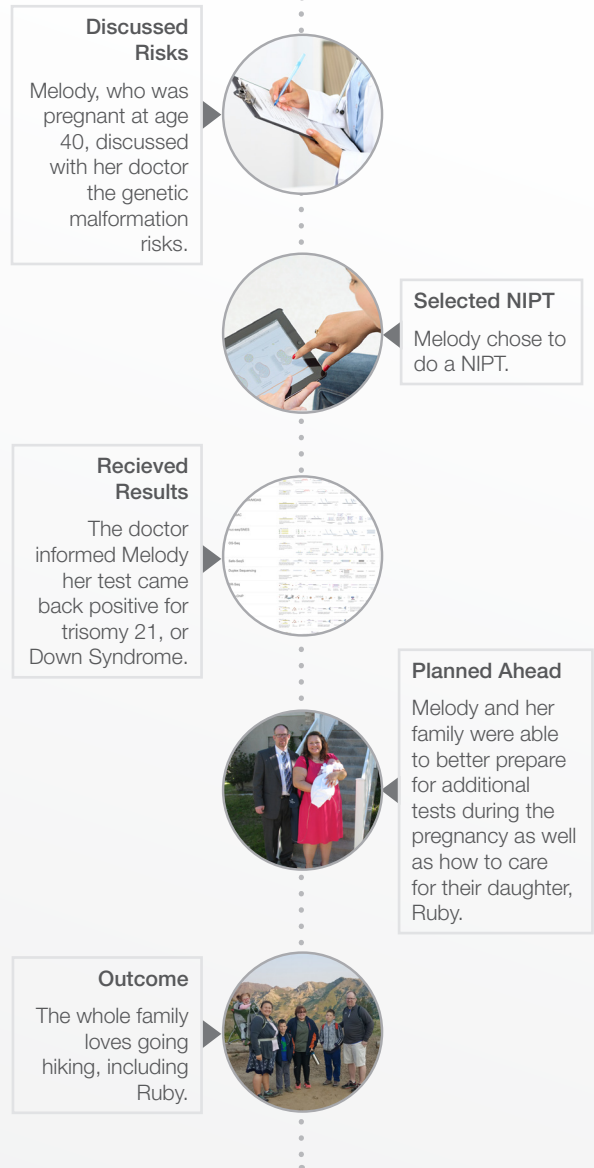 Discussed
Risks
Melody, who was
pregnant at age
40, discussed
with her doctor
the genetic
malformation
risks.
Selected NIPT
Melody chose to
do a NIPT.
Recieved
Results
The doctor
informed Melody
her test came
back positive for
trisomy 21, or
Down Syndrome.
Planned Ahead
Melody and her
family were able
to better prepare
for additional
tests during the
pregnancy as well
as how to care
for their daughter,
Ruby.
Outcome
The whole family
loves going
hiking, including
Ruby.